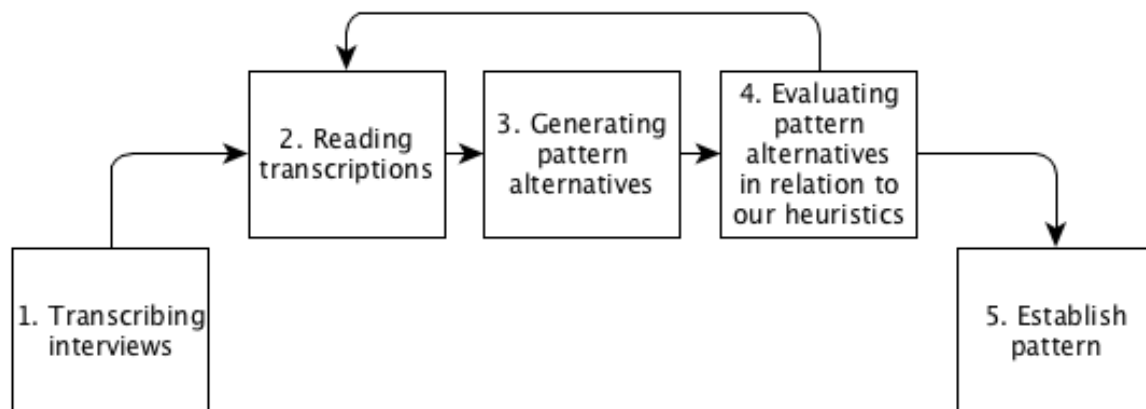 1. Transcribing
interviews
2. Reading
transcriptions
3. Generating
pattern
alternatives
4. Evaluating
pattern
alternatives
in relation to
our heuristics
5. Establish
pattern